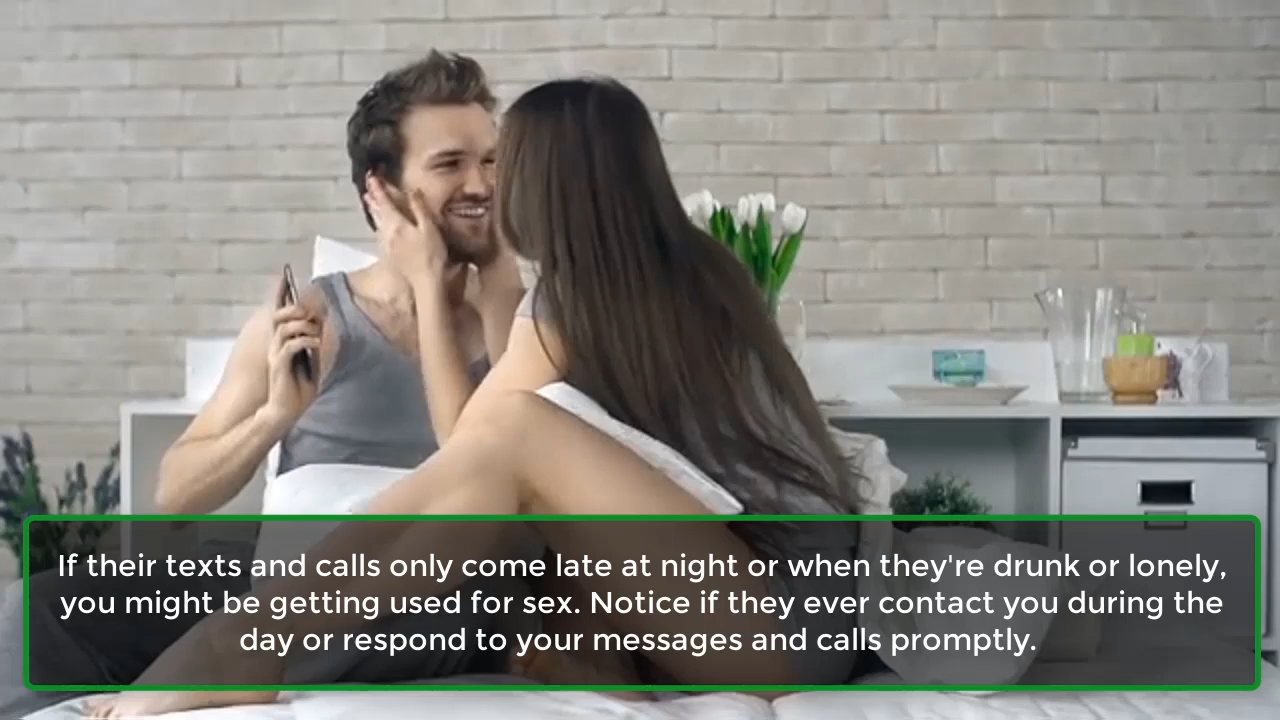 If their texts and calls only come late at night or when they're drunk or lonely,
you might be getting used for sex. Notice if they ever contact you during the
day or respond to your messages and calls promptly.